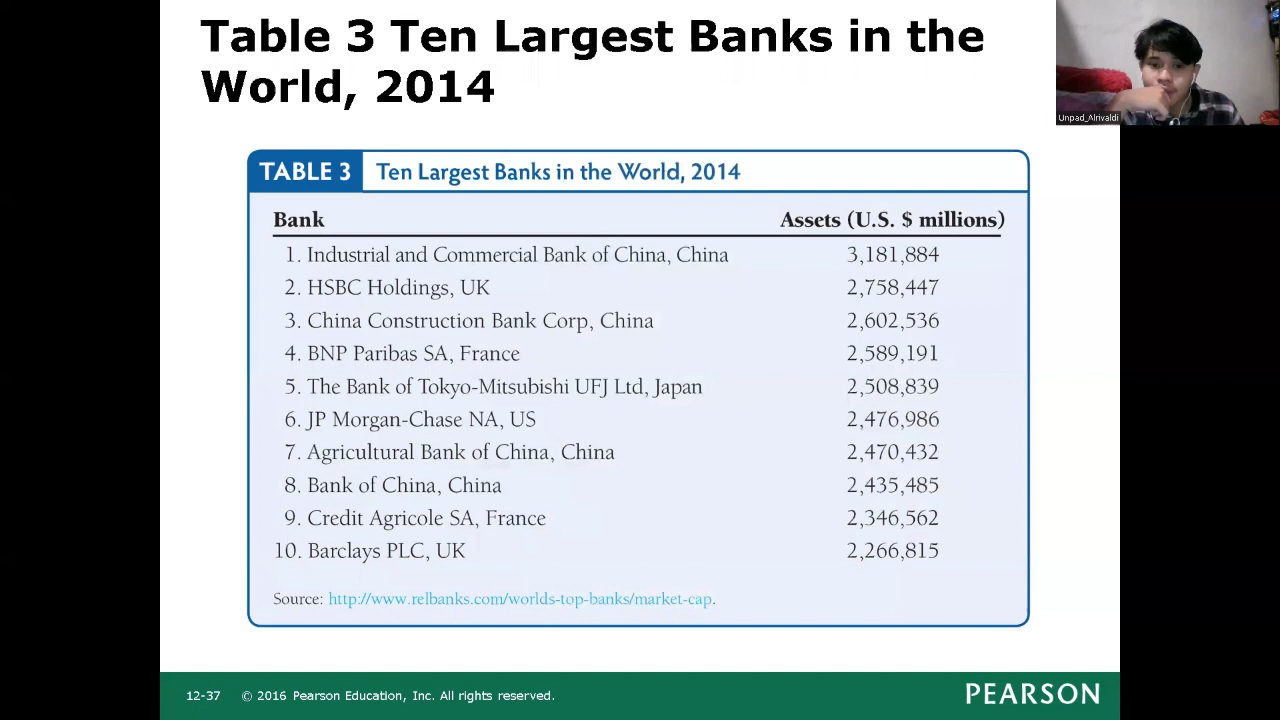 Table 3 Ten Largest Banks in the
World, 2014
Unpad_Alrivaldi
TABLE 3 Ten Largest Banks in the World, 2014
Bank Assets (U.S. $ millions)
1. Industrial and Commercial Bank of China, China 3,181,884
2. HSBC Holdings, UK 2,758,447
3. China Construction Bank Corp, China 2,602,536
4. BNP Paribas SA, France 2,589,191
5. The Bank of Tokyo-Mitsubishi UFJ Ltd, Japan 2,508,839
6. JP Morgan-Chase NA, US 2,476,986
7. Agricultural Bank of China, China 2,470,432
8. Bank of China, China 2,435,485
9. Credit Agricole SA, France 2,346,562
10. Barclays PLC, UK 2,266,815
Source: http://www.relbanks.com/worlds-top-banks/market-cap.
12-37 © 2016 Pearson Education, Inc. All rights reserved.
PEARSON